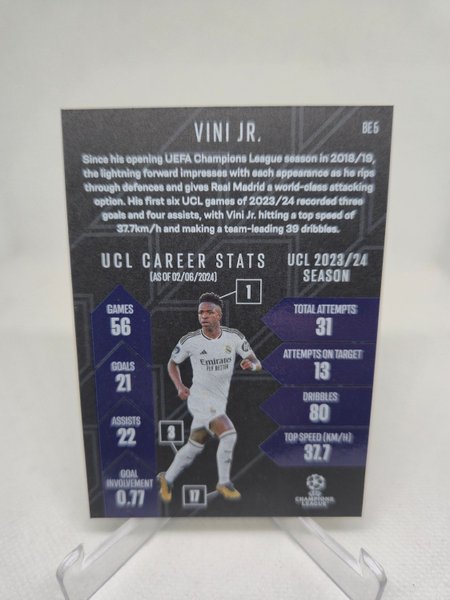 VINI JR.
BE6
Since his opening UEFA Champions League season in 2018/19,
the lightning forward impresses with each appearance as he rips
through defences and gives Real Madrid a world-class attacking
option. His first six UCL games of 2023/24 recorded three
goals and four assists, with Vini Jr. hitting a top speed of
37.7km/h and making a team-leading 39 dribbles.
UCL CAREER STATS
(AS OF 02/06/2024)
UCL 2023/24
SEASON
1
GAMES
56
GOALS
21
ASSISTS
22
GOAL
INVOLVEMENT
0.77
TOTAL ATTEMPTS
31
ATTEMPTS ON TARGET
13
DRIBBLES
80
TOP SPEED (KM/H)
37.7
Emirates
FLY BETTER
3
17
CHAMPIONS
LEAGUE